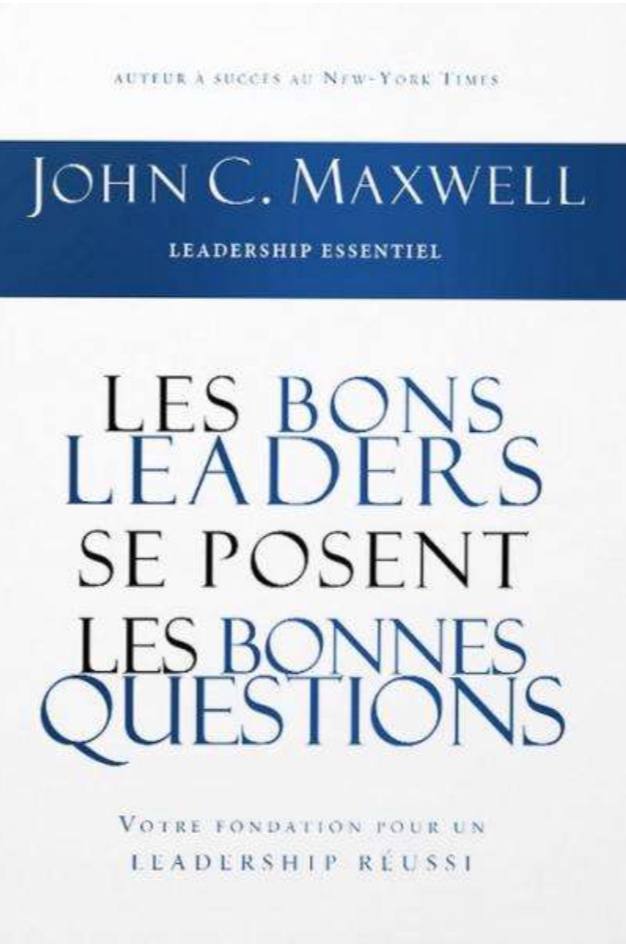 AUTEUR À SUCCÈS AU NEW-YORK TIMES
JOHN C. MAXWELL
LEADERSHIP ESSENTIEL
LES BONS
LEADERS
SE POSENT
LES BONNES
QUESTIONS
VOTRE FONDATION POUR UN
LEADERSHIP RÉUSSI